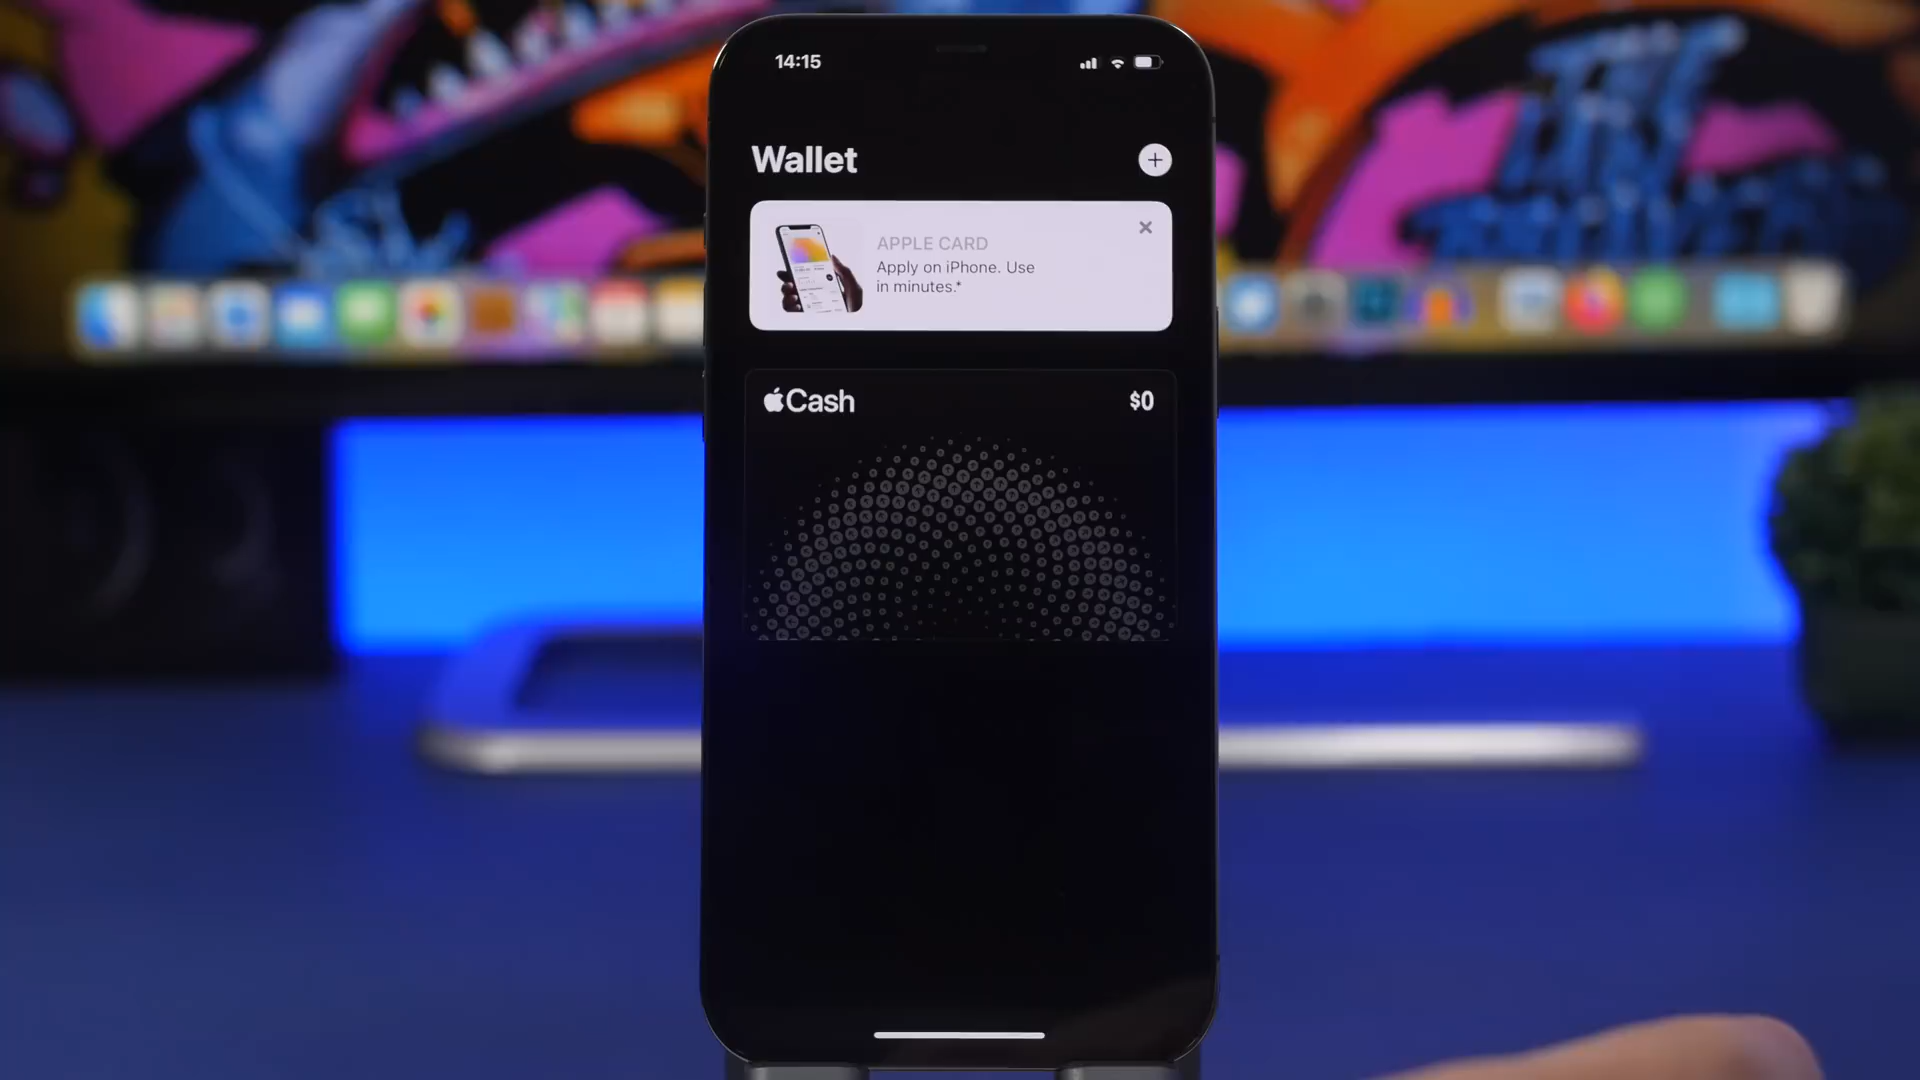 14:15
Wallet
APPLE CARD
Apply on iPhone. Use
in minutes.*
Cash
$0